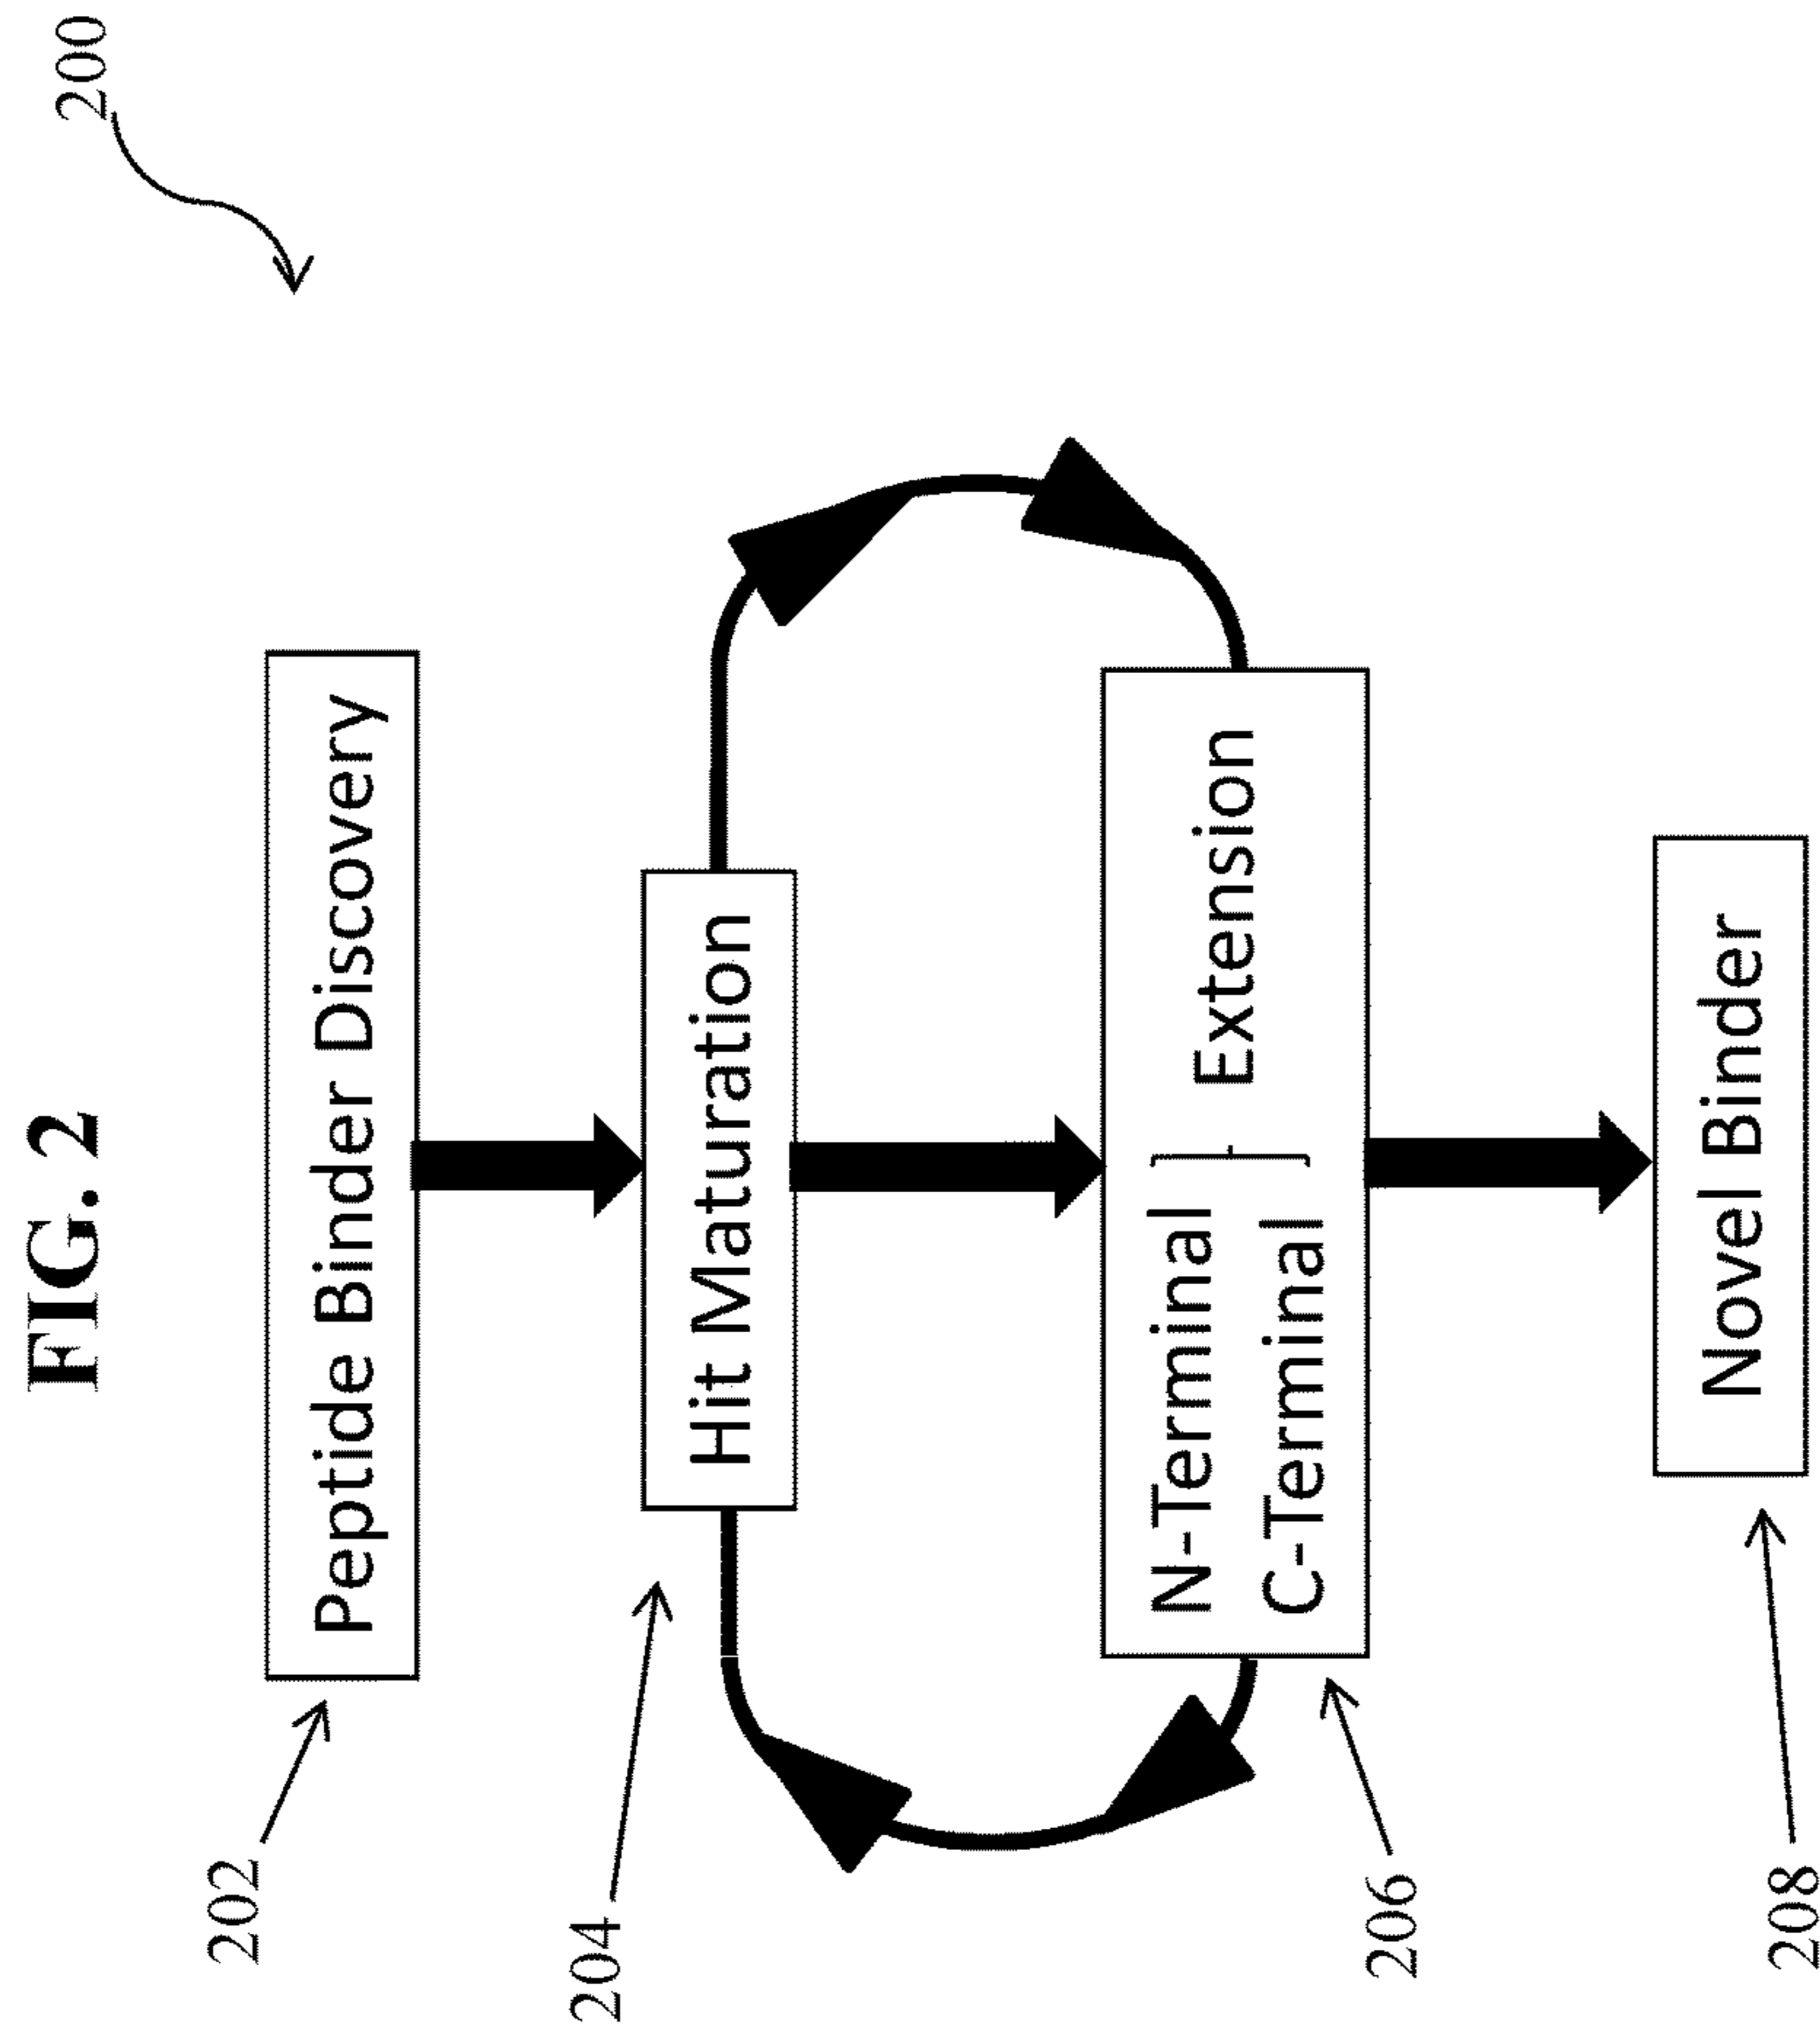 FIG. 2
200
202
Peptide Binder Discovery
204
Hit Maturation
206
N-Terminal
C-Terminal
Extension
208
Novel Binder